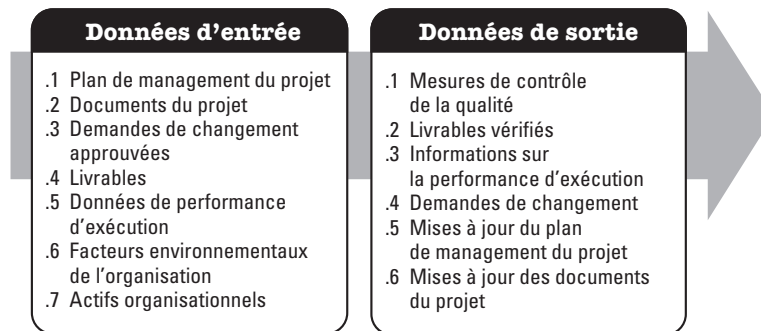 Données d'entrée
.1 Plan de management du projet
.2 Documents du projet
.3 Demandes de changement
approuvées
.4 Livrables
.5 Données de performance
d'exécution
.6 Facteurs environnementaux
de l'organisation
.7 Actifs organisationnels
Données de sortie
.1 Mesures de contrôle
de la qualité
.2 Livrables vérifiés
.3 Informations sur
la performance d'exécution
.4 Demandes de changement
.5 Mises à jour du plan
de management du projet
.6 Mises à jour des documents
du projet